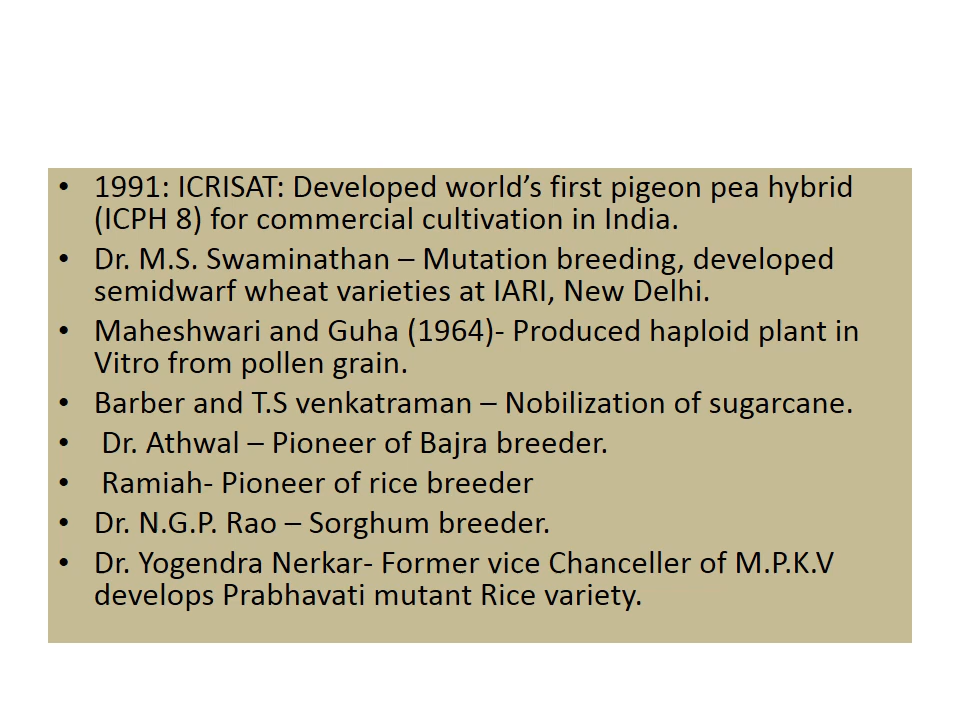 • 1991: ICRISAT: Developed world’s first pigeon pea hybrid
(ICPH 8) for commercial cultivation in India.
• Dr. M.S. Swaminathan – Mutation breeding, developed
semidwarf wheat varieties at IARI, New Delhi.
• Maheshwari and Guha (1964)- Produced haploid plant in
Vitro from pollen grain.
• Barber and T.S venkatraman – Nobilization of sugarcane.
• Dr. Athwal – Pioneer of Bajra breeder.
• Ramiah- Pioneer of rice breeder
• Dr. N.G.P. Rao – Sorghum breeder.
• Dr. Yogendra Nerkar- Former vice Chanceller of M.P.K.V
develops Prabhavati mutant Rice variety.